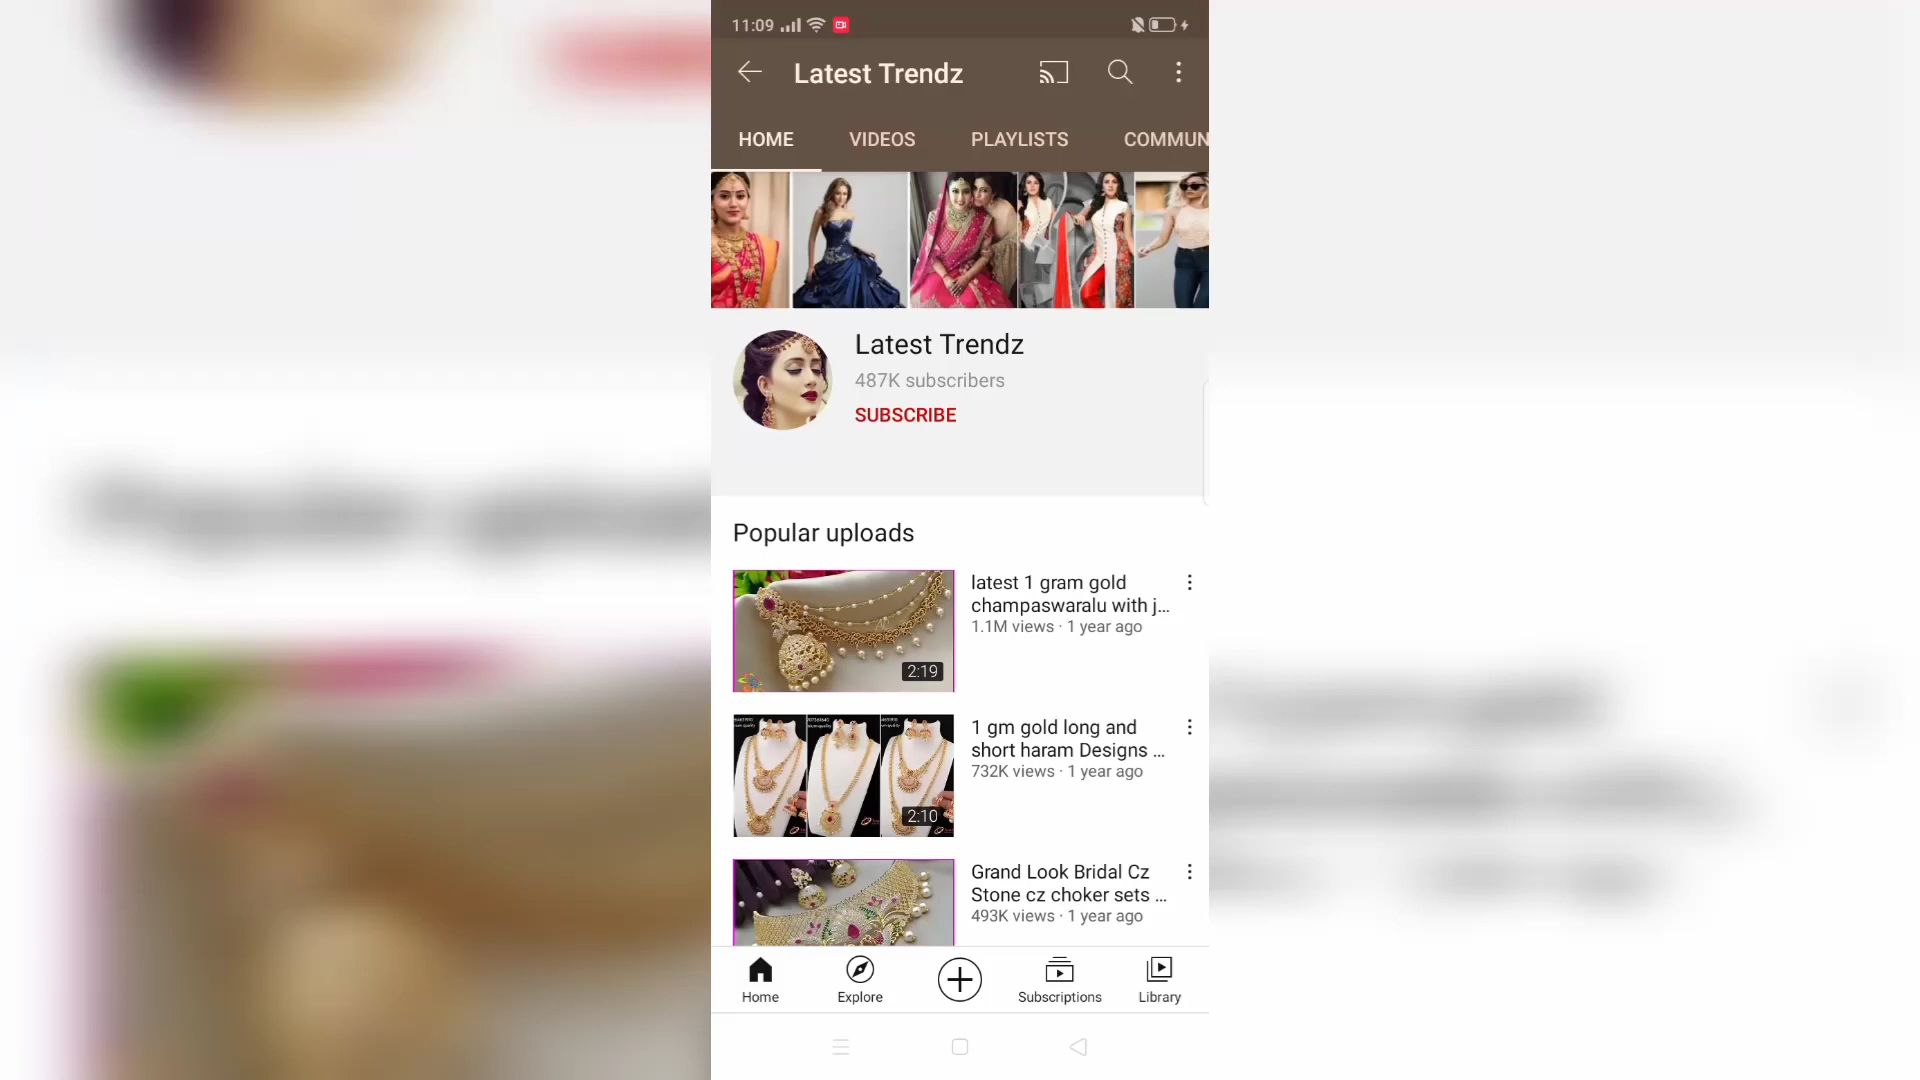 11:09
Latest Trendz
HOME VIDEOS PLAYLISTS COMMUN
Latest Trendz
487K subscribers
SUBSCRIBE
Popular uploads
latest 1 gram gold
champaswaralu with j...
1.1M views · 1 year ago
2:19
1 gm gold long and
short haram Designs ...
732K views · 1 year ago
2:10
Grand Look Bridal Cz
Stone cz choker sets ...
493K views · 1 year ago
Home Explore Subscriptions Library